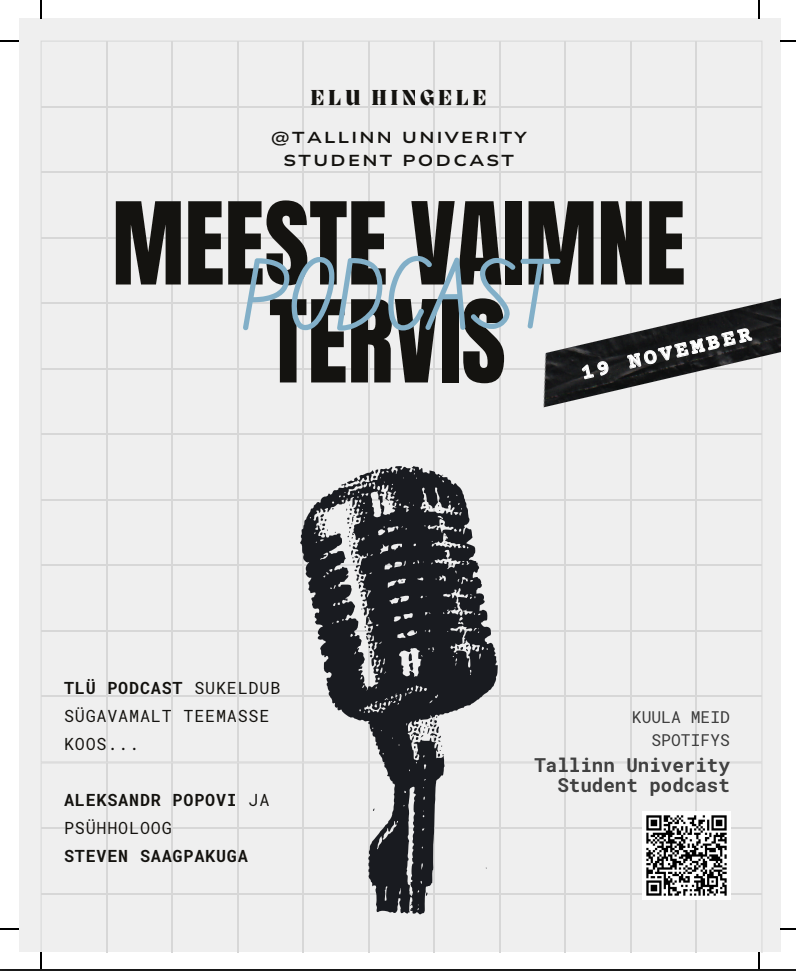 ELU HINGELE
@TALLINN UNIVERITY
STUDENT PODCAST
MEESTE VAIMNE
PODCAST
TERVIS
19 NOVEMBER
TLÜ PODCAST SUKELDUB
SÜGAVAMALT TEEMASSE
KOOS...
ALEKSANDR POPOVI JA
PSÜHHOLOOG
STEVEN SAAGPAKUGA
KUULA MEID
SPOTIFYS
Tallinn Univerity
Student podcast